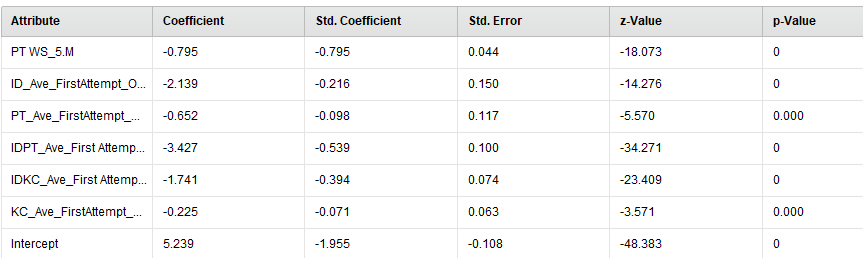 Attribute Coefficient Std. Coefficient Std. Error z-Value p-Value
PT WS_5.M -0.795 -0.795 0.044 -18.073 0
ID_Ave_FirstAttempt_O... -2.139 -0.216 0.150 -14.276 0
PT_Ave_FirstAttempt_... -0.652 -0.098 0.117 -5.570 0.000
IDPT_Ave_First Attemp... -3.427 -0.539 0.100 -34.271 0
IDKC_Ave_First Attemp... -1.741 -0.394 0.074 -23.409 0
KC_Ave_FirstAttempt_... -0.225 -0.071 0.063 -3.571 0.000
Intercept 5.239 -1.955 -0.108 -48.383 0